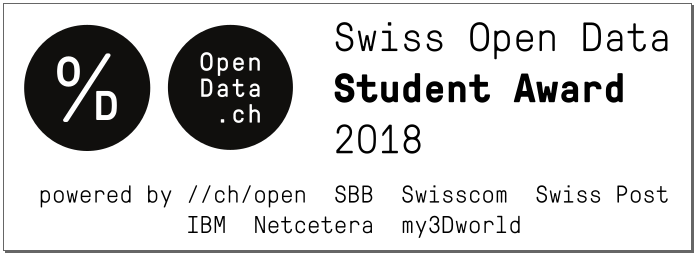 O/D
Open
Data
.ch
Swiss Open Data
Student Award
2018
powered by //ch/open SBB Swisscom Swiss Post
IBM Netcetera my3Dworld